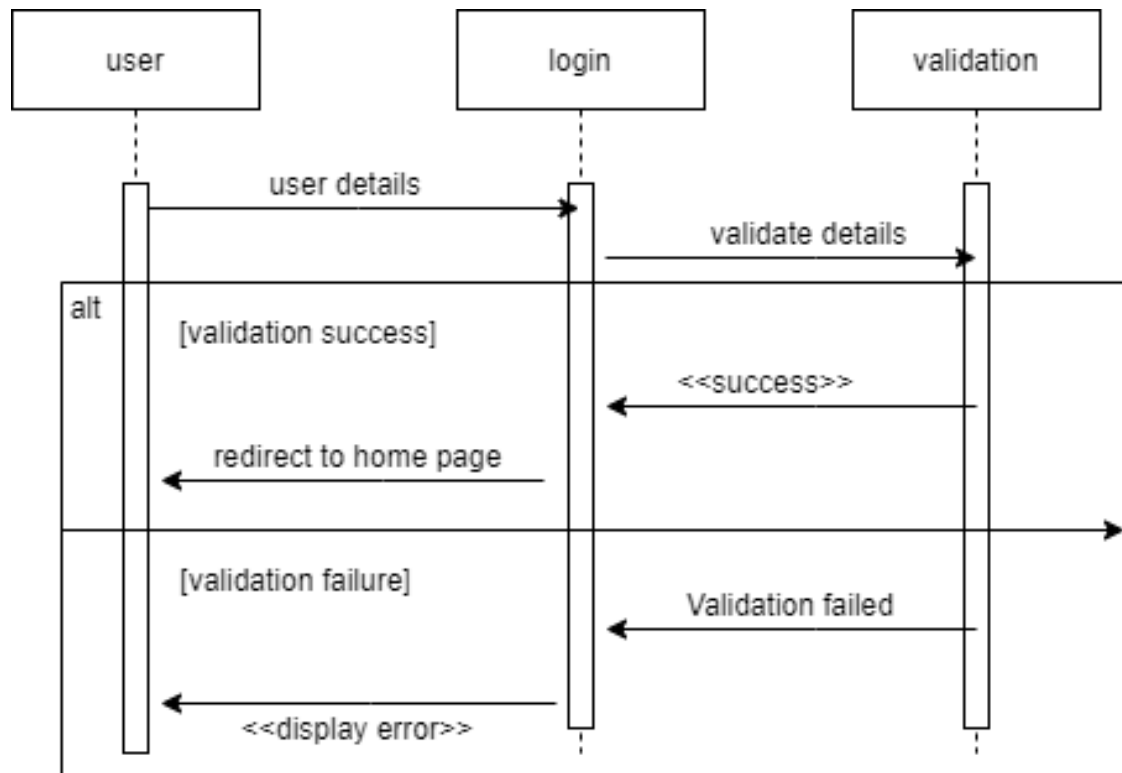 user
login
validation
user details
validate details
alt
[validation success]
<<success>>
redirect to home page
[validation failure]
Validation failed
<<display error>>